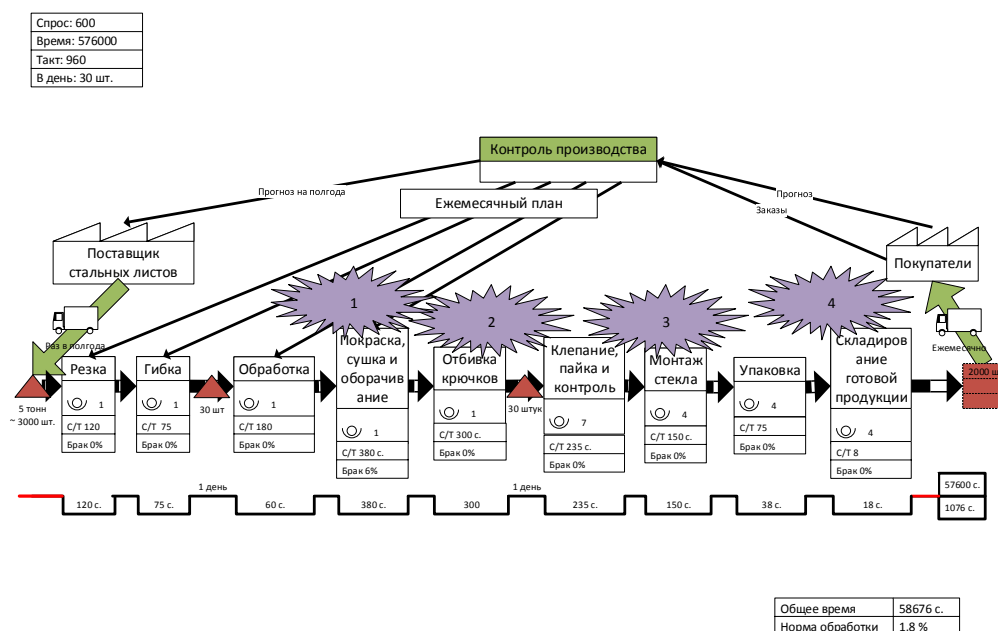 Спрос: 600
Время: 576000
Такт: 960
В день: 30 шт.
Контроль производства
Прогноз на полгода
Ежемесячный план
Прогноз
Заказы
Поставщик
стальных листов
Покупатели
Раз в полгода
Ежемесячно
1
2
3
4
Резка
1
С/Т 120
Брак 0%
Гибка
1
С/Т 75
Брак 0%
Обработка
1
С/Т 180
Брак 0%
Покраска,
сушка и
оборачив
ание
1
С/Т 380 с.
Брак 6%
Отбивка
крючков
1
С/Т 300 с.
Брак 0%
Клепание,
пайка и
контроль
7
С/Т 235 с.
Брак 0%
Монтаж
стекла
4
С/Т 150 с.
Брак 0%
Упаковка
4
С/Т 75
Брак 0%
Складиров
ание
готовой
продукции
4
С/Т 8
Брак 0%
5 тонн
~ 3000 шт.
30 шт
30 штук
2000 ш
1 день
1 день
120 с.
75 с.
60 с.
380 с.
300
235 с.
150 с.
38 с.
18 с.
57600 с.
1076 с.
Общее время 58676 с.
Норма обработки 1.8 %